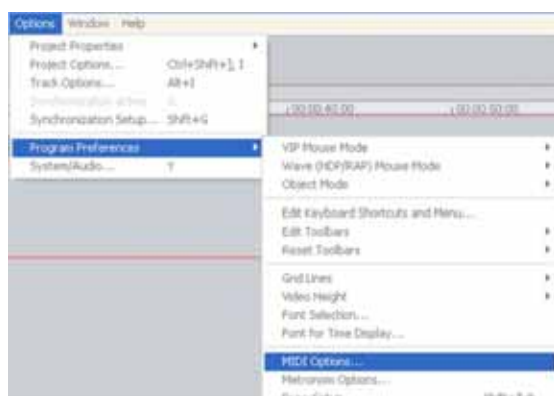 Options Window Help
Project Properties
Project Options... Ctrl+Shift+], I
Track Options... Alt+I
Synchronization active G
Synchronization Setup... Shift+G
Program Preferences
System/Audio... Y
00:00:40:00 00:00:50:00
VIP Mouse Mode
Wave (HDP/RAP) Mouse Mode
Object Mode
Edit Keyboard Shortcuts and Menu...
Edit Toolbars
Reset Toolbars
Grid Lines
Video Height
Font Selection...
Font for Time Display...
MIDI Options...
Metronom Options...